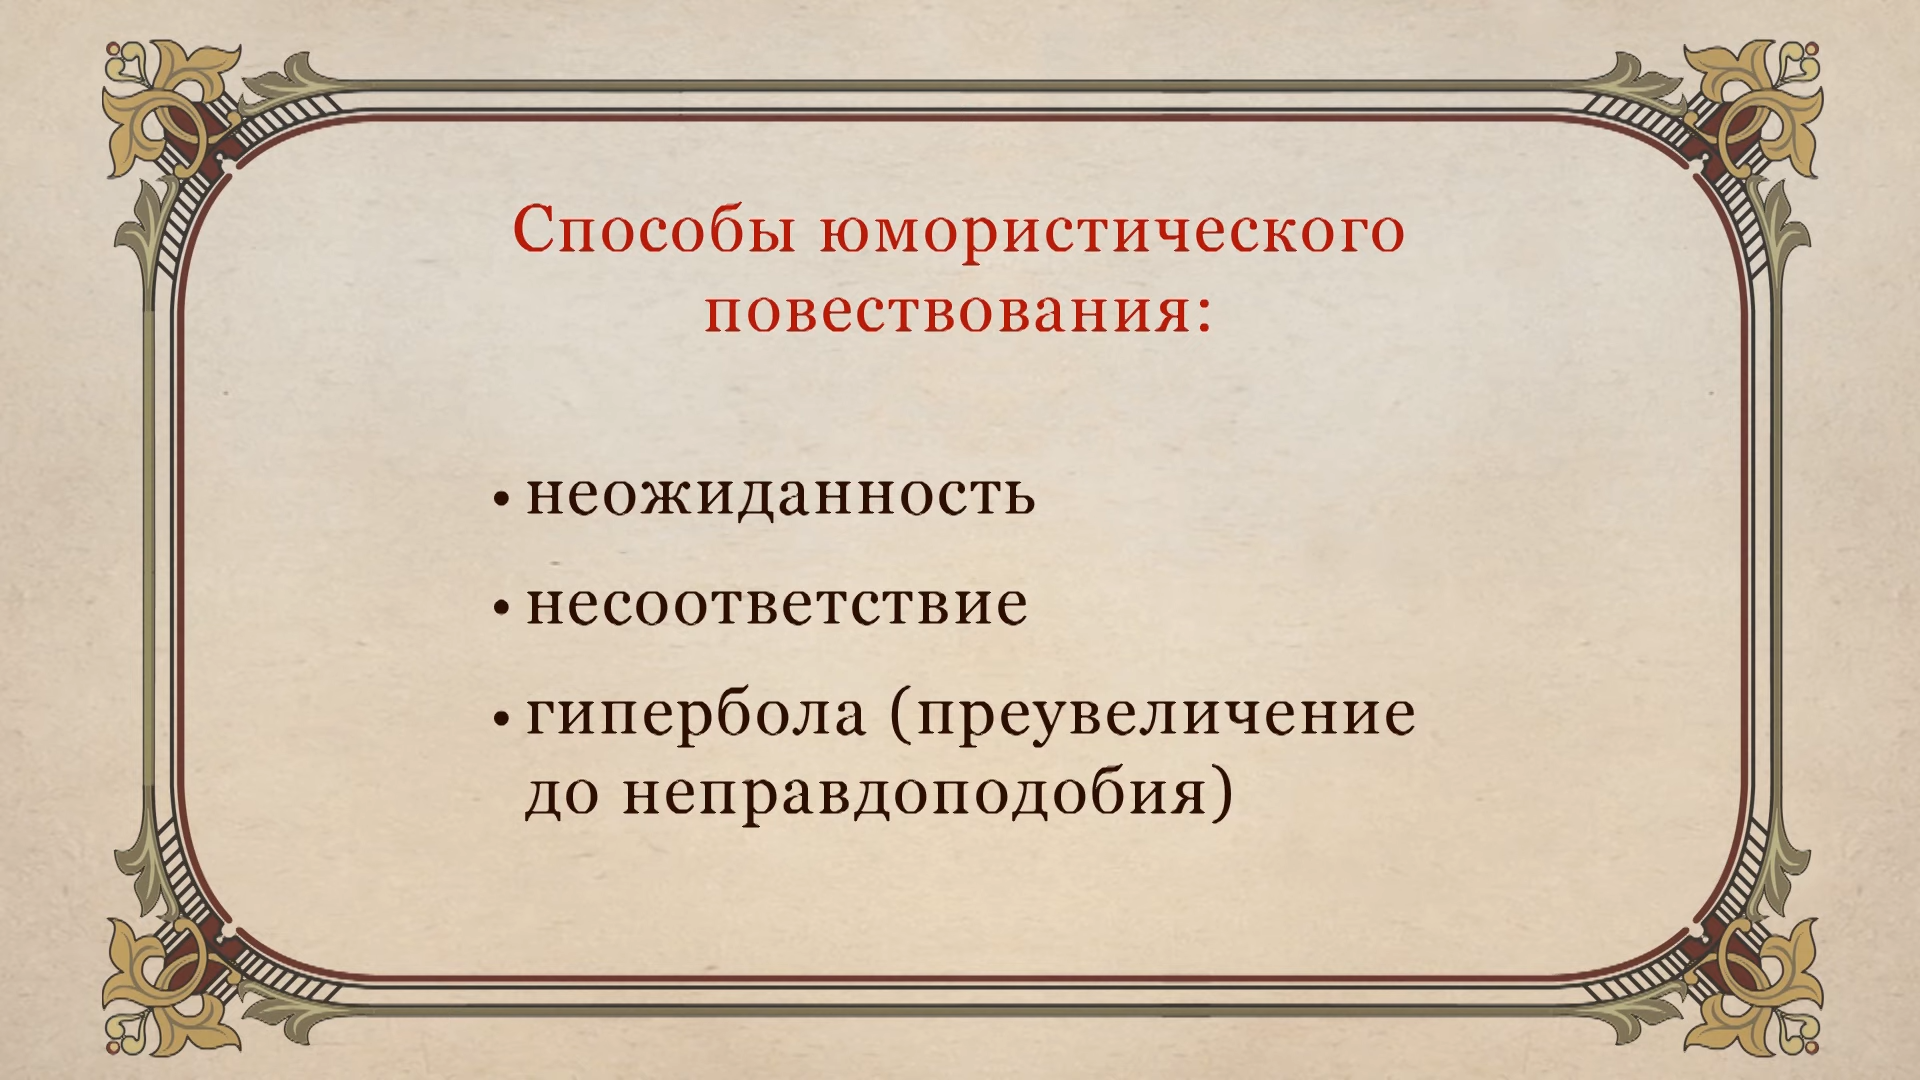 Способы юмористического
повествования:
• неожиданность
• несоответствие
• гипербола (преувеличение
до неправдоподобия)